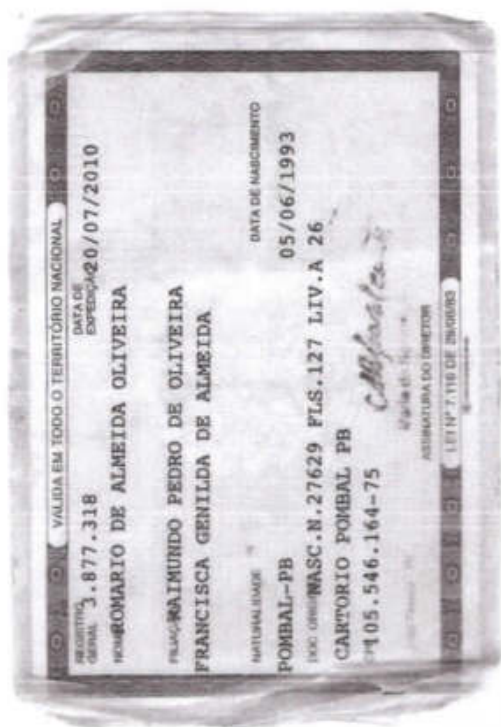 VÁLIDA EM TODO O TERRITÓRIO NACIONAL
REGISTRO GERAL 3.877.318 DATA DE EXPEDIÇÃO 20/07/2010
NOME ROMARIO DE ALMEIDA OLIVEIRA
FILIAÇÃO RAIMUNDO PEDRO DE OLIVEIRA
FRANCISCA GENILDA DE ALMEIDA
NATURALIDADE DATA DE NASCIMENTO
POMBAL-PB 05/06/1993
DOC ORIGEM NASC.N.27629 FLS.127 LIV.A 26
CARTORIO POMBAL PB
CPF 105.546.164-75
ASSINATURA DO DIRETOR
LEI Nº 7.116 DE 29/08/83